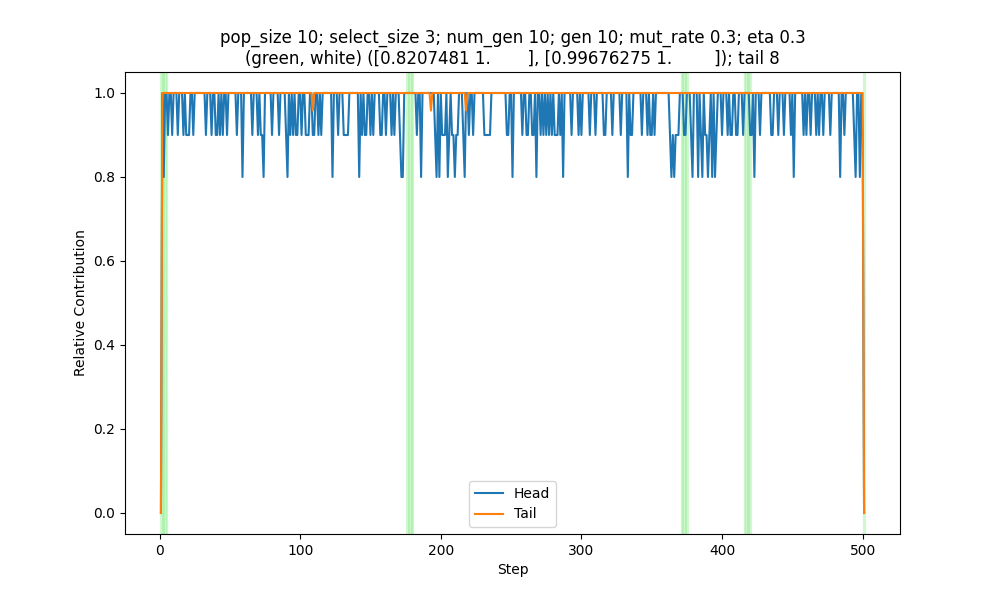 pop_size 10; select_size 3; num_gen 10; gen 10; mut_rate 0.3; eta 0.3
(green, white) ([0.8207481 1.        ], [0.99676275 1.         ]); tail 8
1.0
0.8
0.6
0.4
0.2
0.0
Relative Contribution
Head
Tail
0
100
200
300
400
500
Step